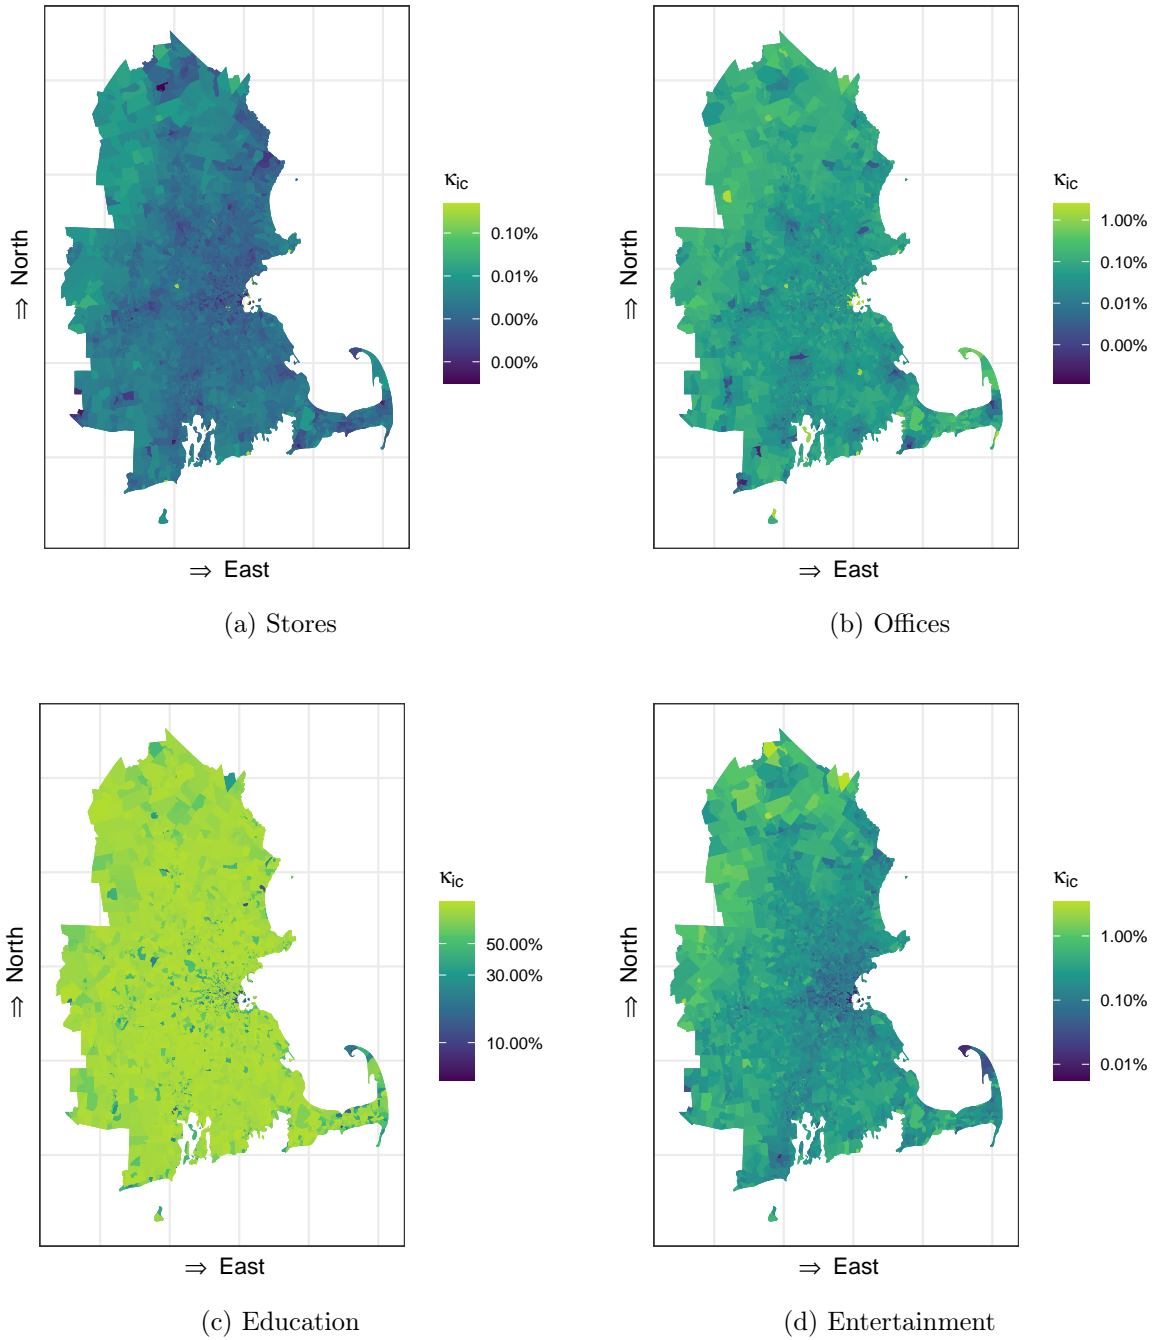 κic
0.10%
0.01%
0.00%
0.00%
⇒ North
⇒ East
(a) Stores
κic
1.00%
0.10%
0.01%
0.00%
⇒ North
⇒ East
(b) Offices
κic
50.00%
30.00%
10.00%
⇒ North
⇒ East
(c) Education
κic
1.00%
0.10%
0.01%
⇒ North
⇒ East
(d) Entertainment